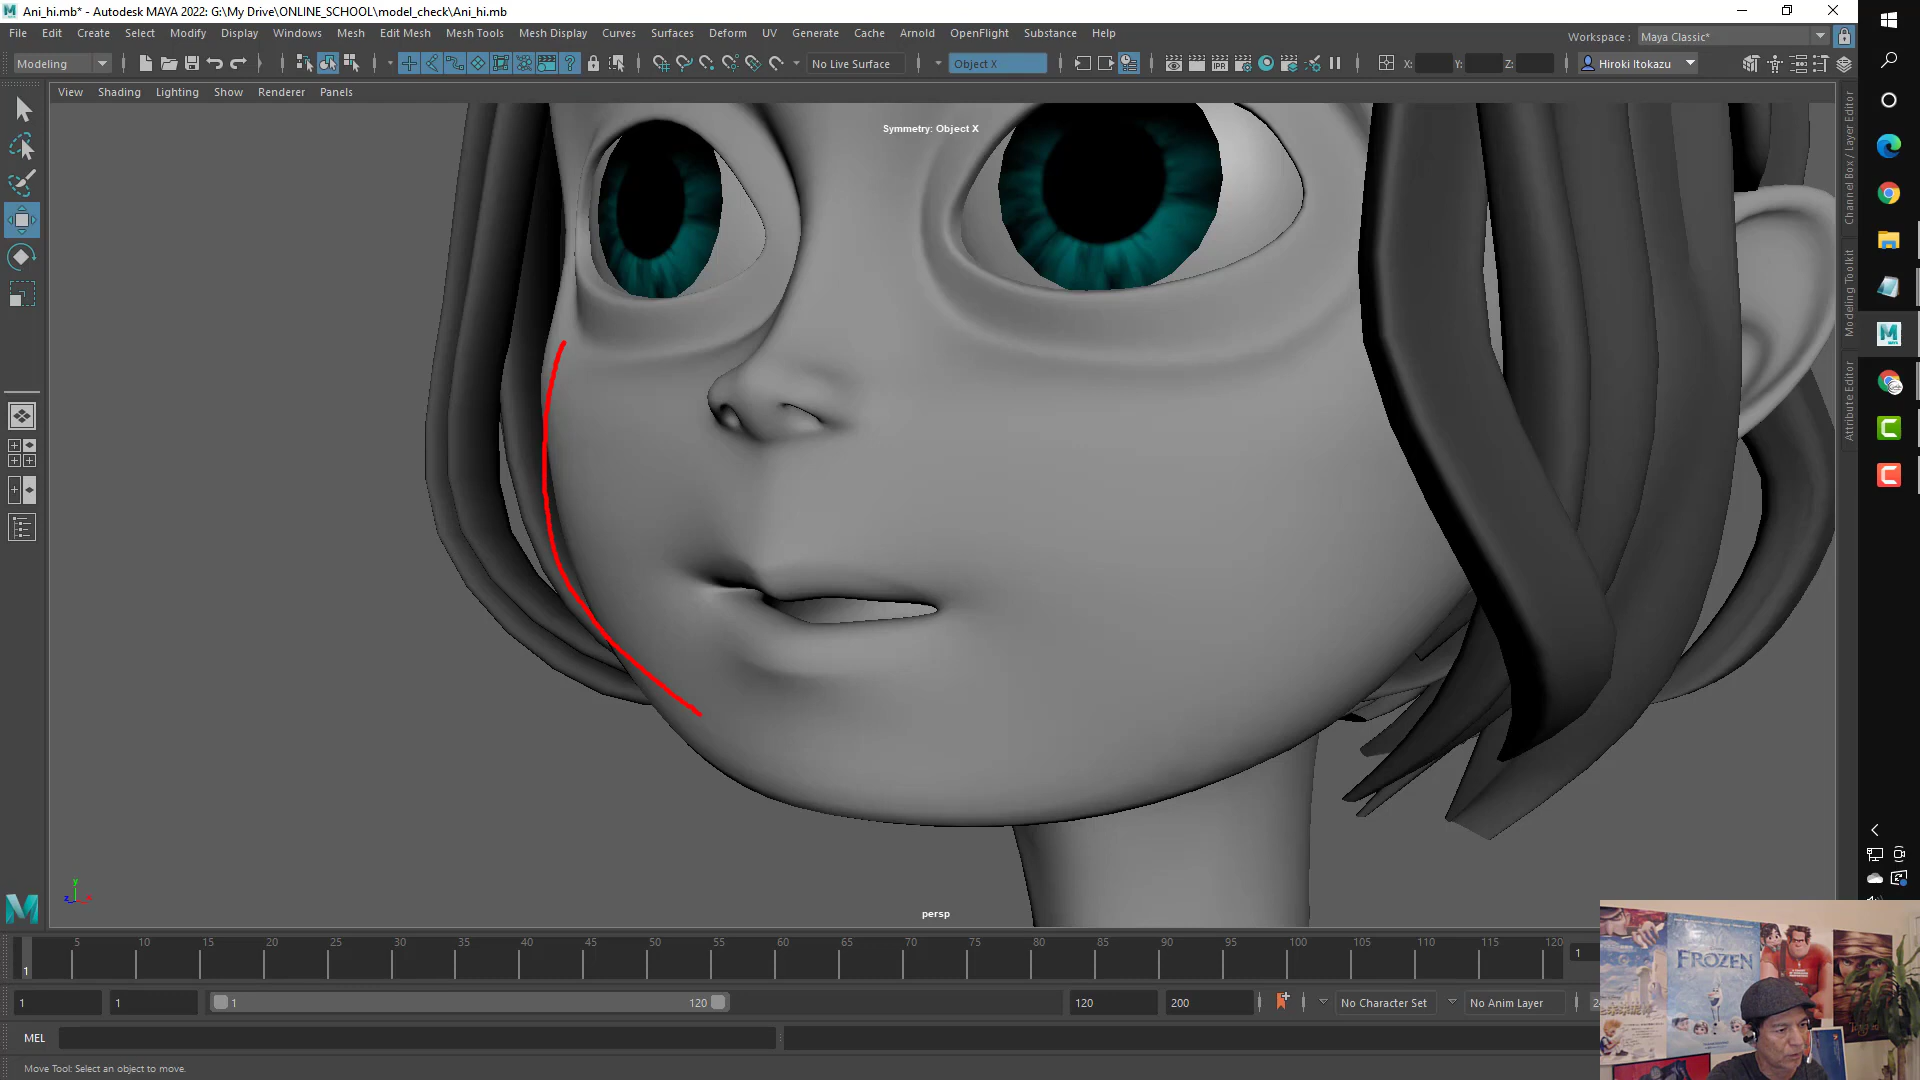 Ani_hi.mb* - Autodesk MAYA 2022: G:\My Drive\ONLINE_SCHOOL\model_check\Ani_hi.mb
File Edit Create Select Modify Display Windows Mesh Edit Mesh Mesh Tools Mesh Display Curves Surfaces Deform UV Generate Cache Arnold OpenFlight Substance Help
Workspace : Maya Classic*
Modeling No Live Surface Object X IPR X: Y: Z: Hiroki Itokazu
View Shading Lighting Show Renderer Panels
Symmetry: Object X
Channel Box / Layer Editor
Modeling Toolkit
Attribute Editor
y
z x
persp
5 10 15 20 25 30 35 40 45 50 55 60 65 70 75 80 85 90 95 100 105 110 115 120
1 1
1 1 1 120 120 200 No Character Set No Anim Layer
MEL
Move Tool: Select an object to move.
FROZEN